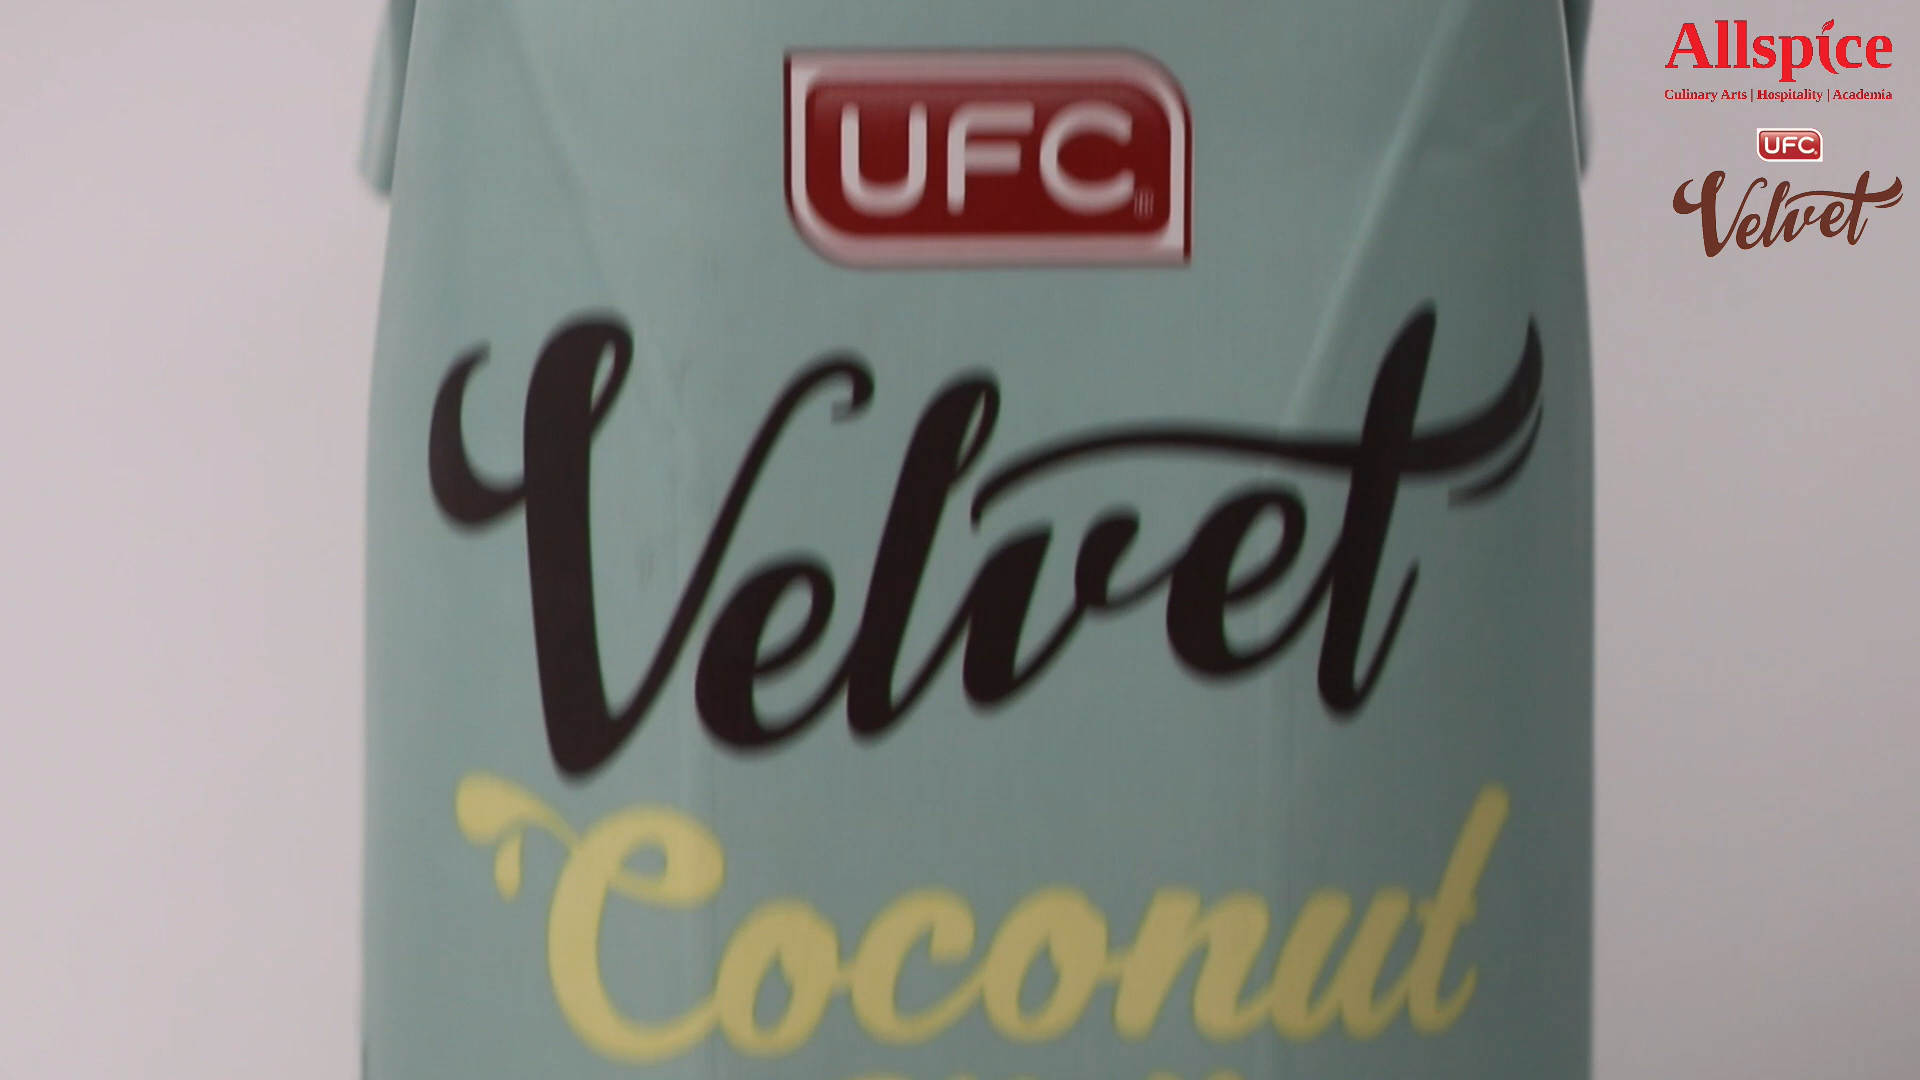 Allspice
Culinary Arts | Hospitality | Academia
UFC
Velvet
UFC
Velvet
Coconut